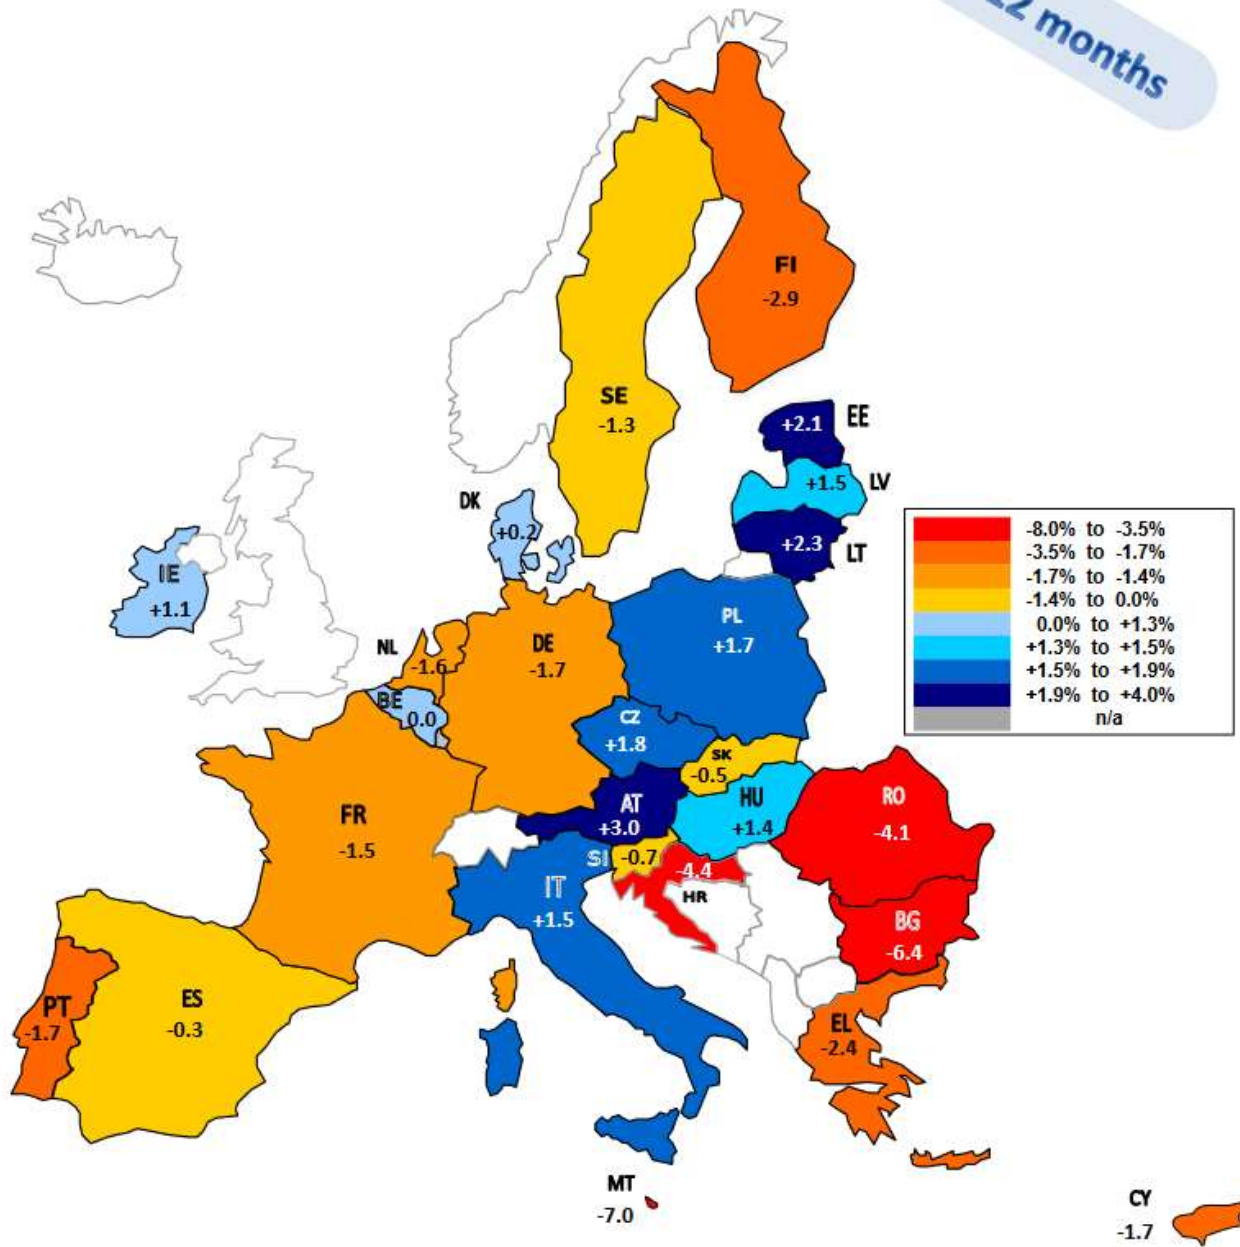 22 months
FI
-2.9
SE
-1.3
+2.1 EE
+1.5 LV
DK
+0.2
+2.3 LT
IE
+1.1
-8.0% to -3.5%
-3.5% to -1.7%
-1.7% to -1.4%
-1.4% to 0.0%
0.0% to +1.3%
+1.3% to +1.5%
+1.5% to +1.9%
+1.9% to +4.0%
n/a
PL
+1.7
NL
-1.6
DE
-1.7
BE
0.0
CZ
+1.8
SK
-0.5
FR
-1.5
AT
+3.0
HU
+1.4
RO
-4.1
SI -0.7
-4.4
HR
IT
+1.5
BG
-6.4
PT
-1.7
ES
-0.3
EL
-2.4
MT
-7.0
CY
-1.7